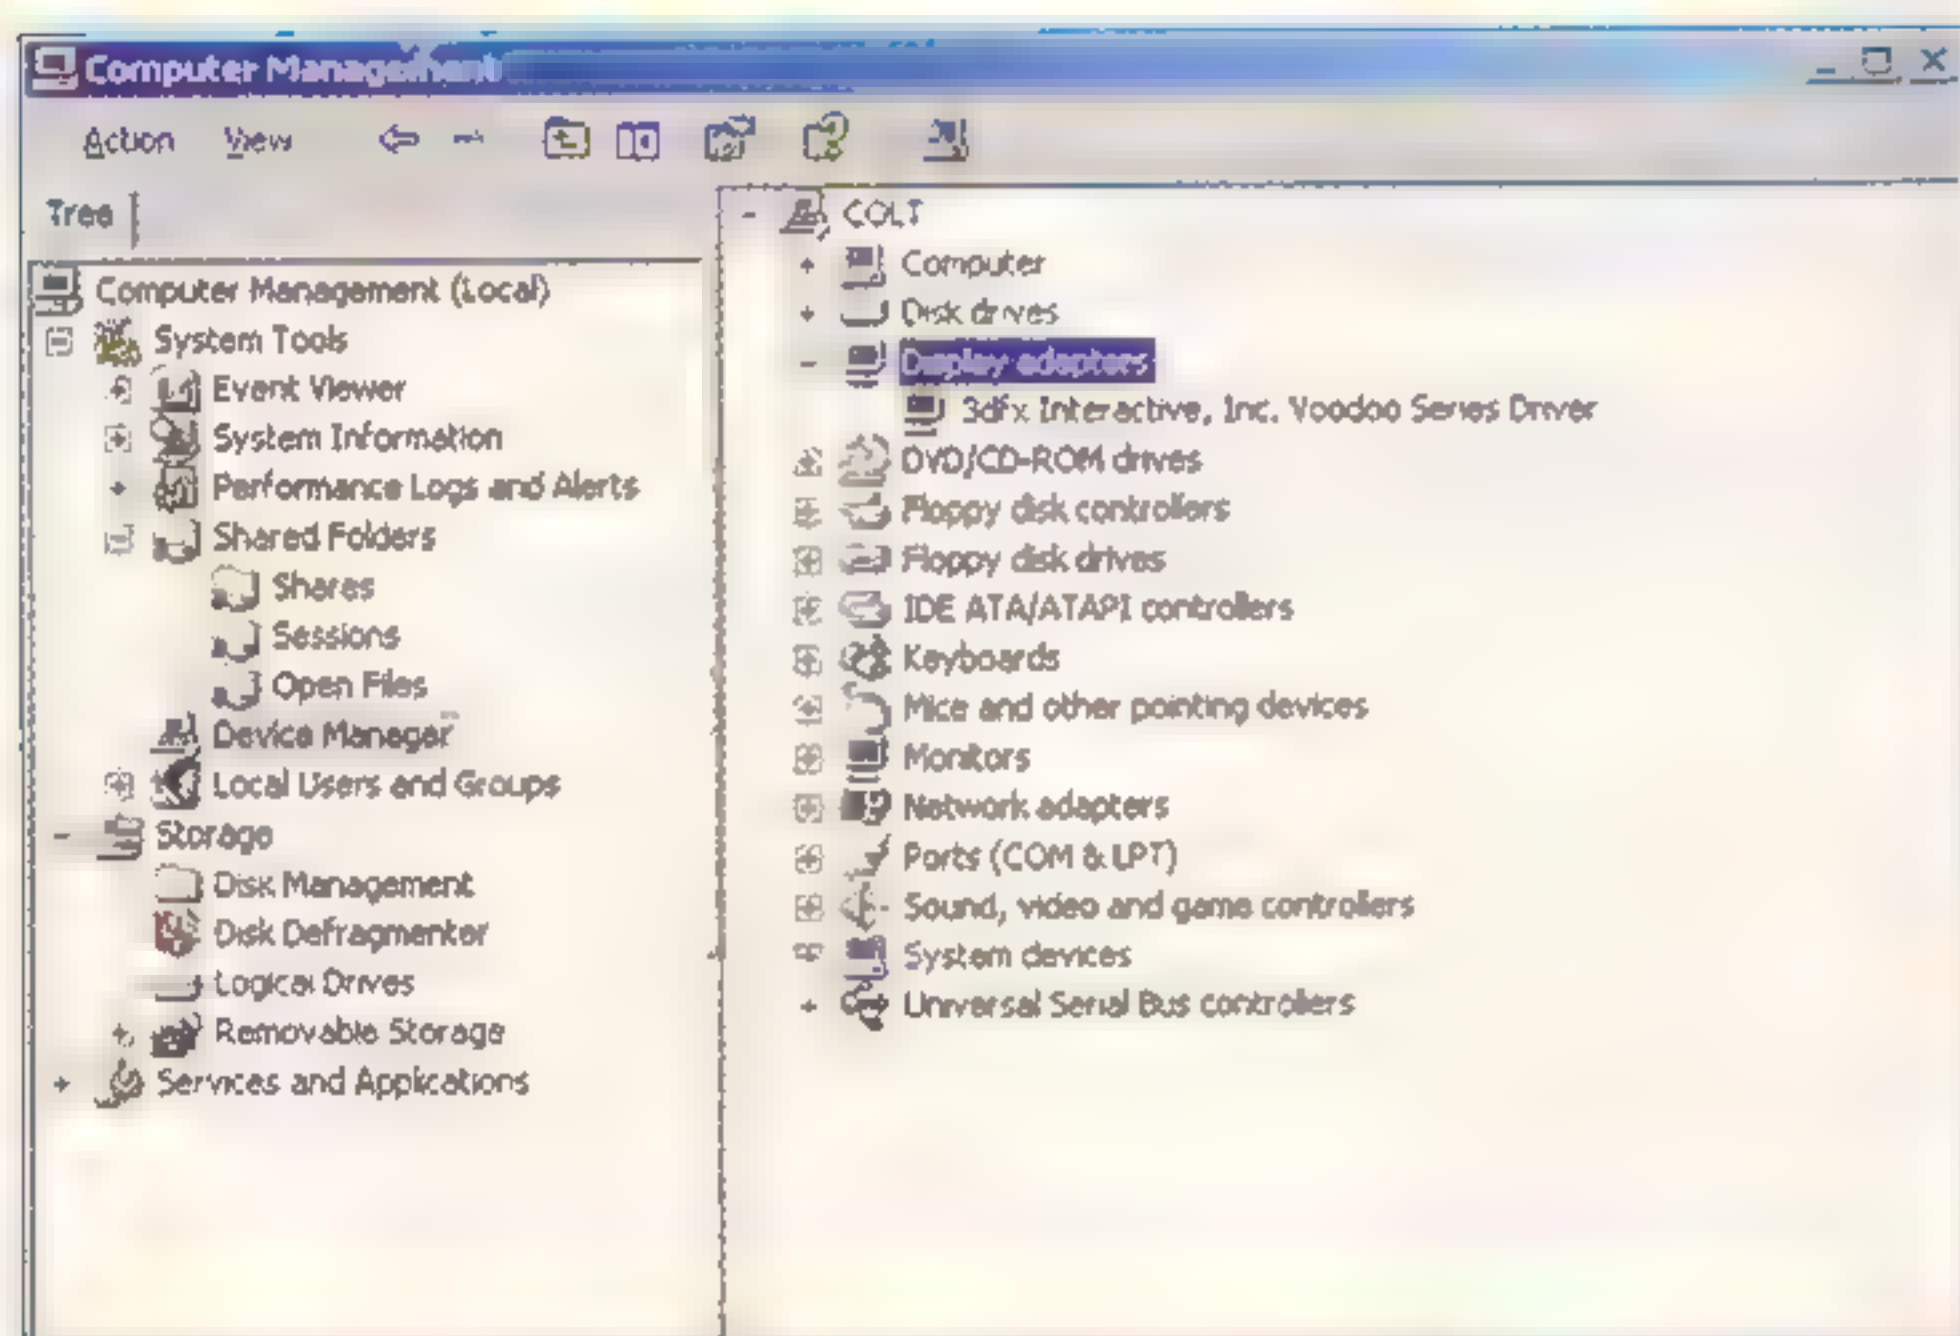 Computer Management
Action View
Tree
Computer Management (Local)
System Tools
Event Viewer
System Information
Performance Logs and Alerts
Shared Folders
Shares
Sessions
Open Files
Device Manager
Local Users and Groups
Storage
Disk Management
Disk Defragmenter
Logical Drives
Removable Storage
Services and Applications
COLT
Computer
Disk drives
Display adapters
3dfx Interactive, Inc. Voodoo Series Driver
DVD/CD-ROM drives
Floppy disk controllers
Floppy disk drives
IDE ATA/ATAPI controllers
Keyboards
Mice and other pointing devices
Monitors
Network adapters
Ports (COM & LPT)
Sound, video and game controllers
System devices
Universal Serial Bus controllers